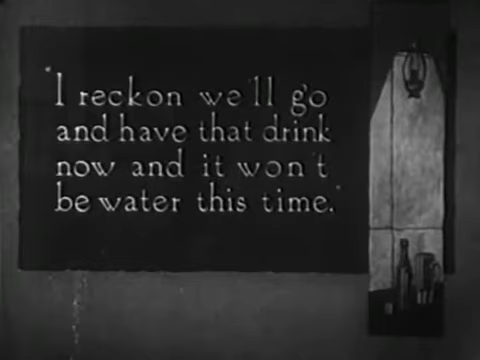 "I reckon we'll go
and have that drink
now and it won't
be water this time."